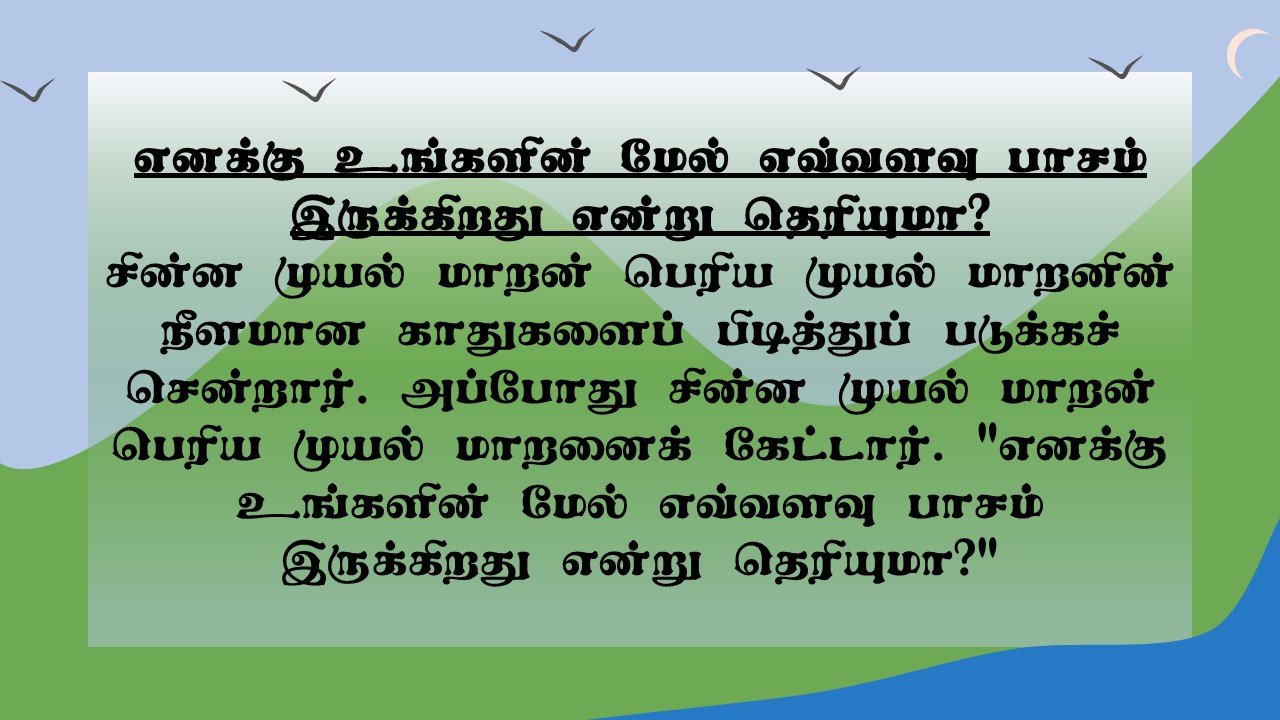 எனக்கு உங்களின் மேல் எவ்வளவு பாசம்
இருக்கிறது என்று தெரியுமா?
சின்ன முயல் மாறன் பெரிய முயல் மாறனின்
நீளமான காதுகளைப் பிடித்துப் படுக்கச்
சென்றார். அப்போது சின்ன முயல் மாறன்
பெரிய முயல் மாறனைக் கேட்டார். "எனக்கு
உங்களின் மேல் எவ்வளவு பாசம்
இருக்கிறது என்று தெரியுமா?"